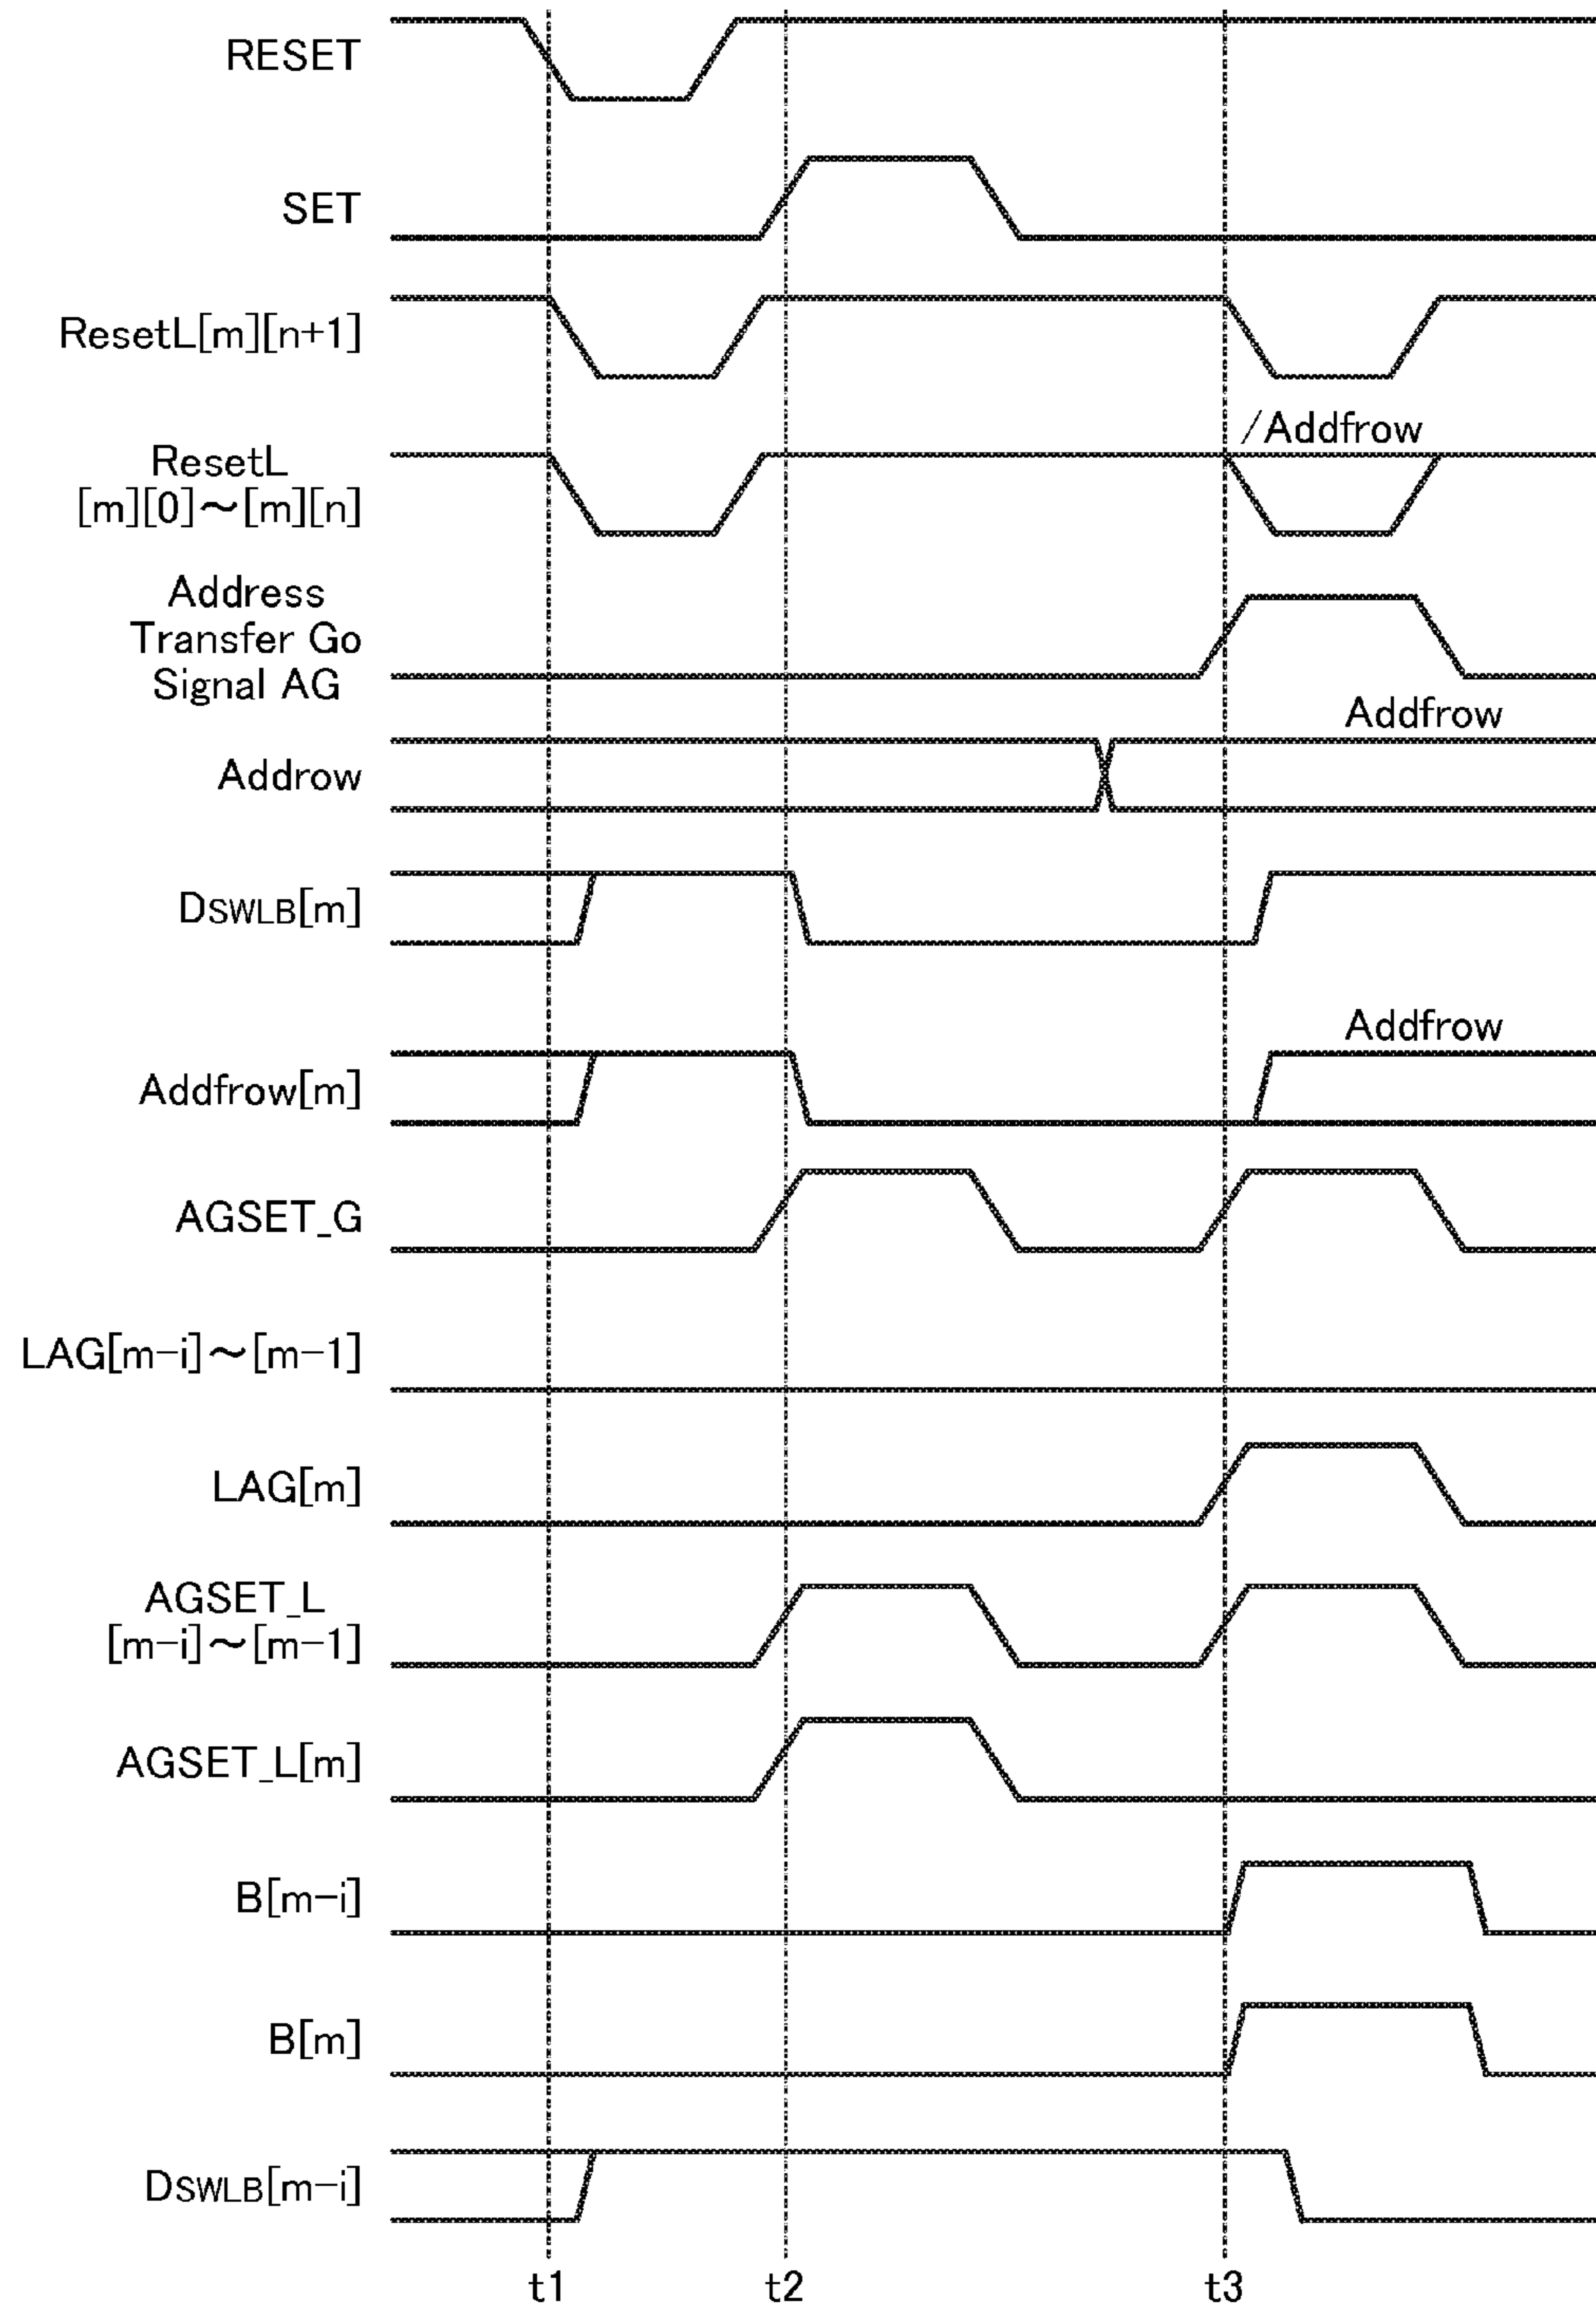 RESET
SET
ResetL[m][n+1]
/Addfrow
ResetL
[m][0]~[m][n]
Address
Transfer Go
Signal AG
Addfrow
Addrow
DSWLB[m]
Addfrow
Addfrow[m]
AGSET_G
LAG[m-i]~[m-1]
LAG[m]
AGSET_L
[m-i]~[m-1]
AGSET_L[m]
B[m-i]
B[m]
DSWLB[m-i]
t1 t2 t3